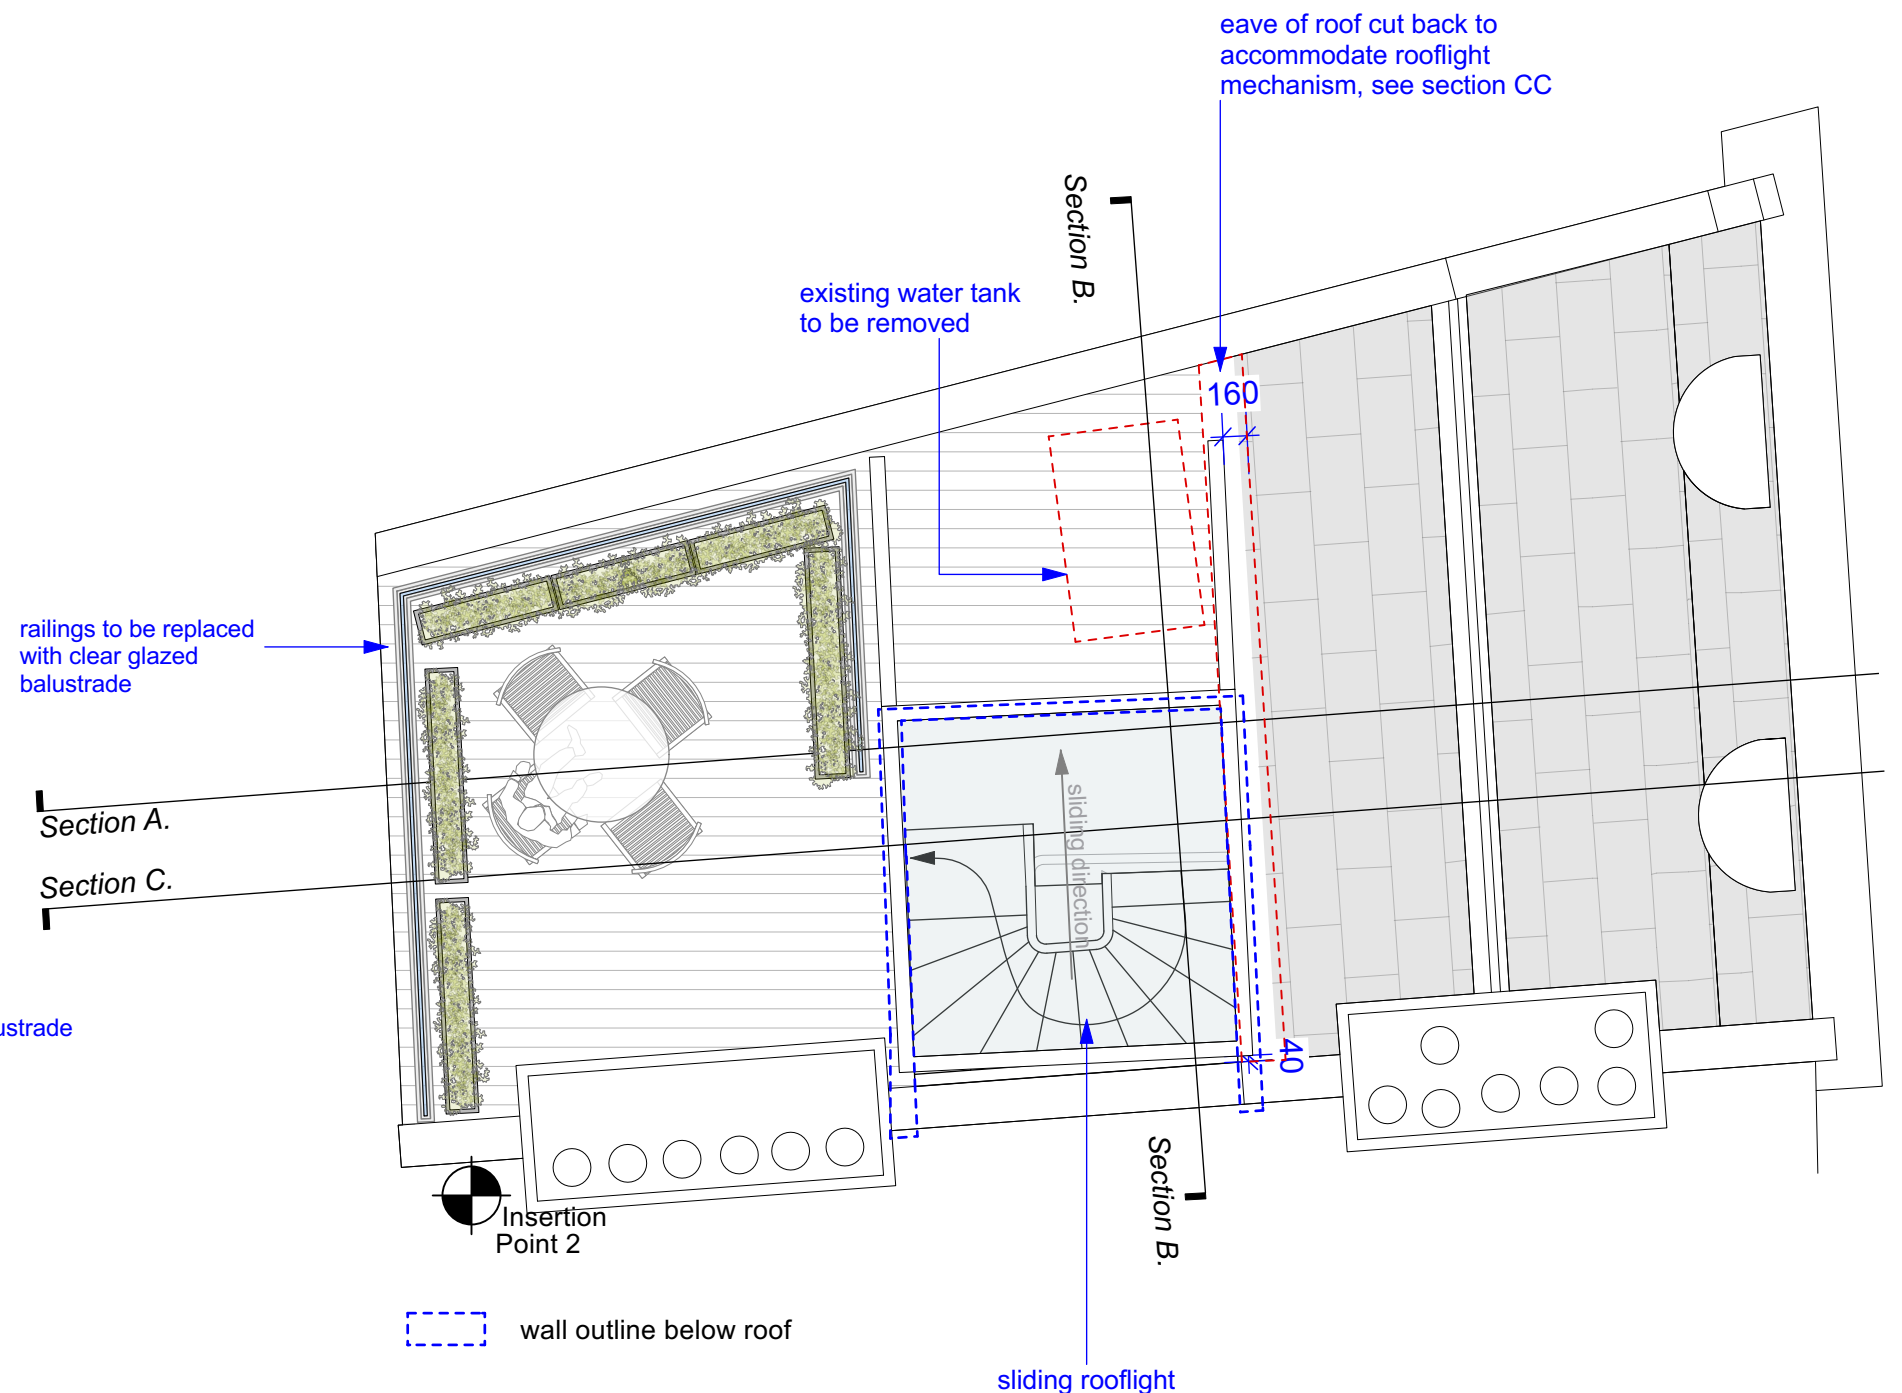 eave of roof cut back to
accommodate rooflight
mechanism, see section CC
Section B.
existing water tank
to be removed
160
railings to be replaced
with clear glazed
balustrade
sliding direction
Section A.
Section C.
ustrade
40
Section B.
Insertion
Point 2
wall outline below roof
sliding rooflight